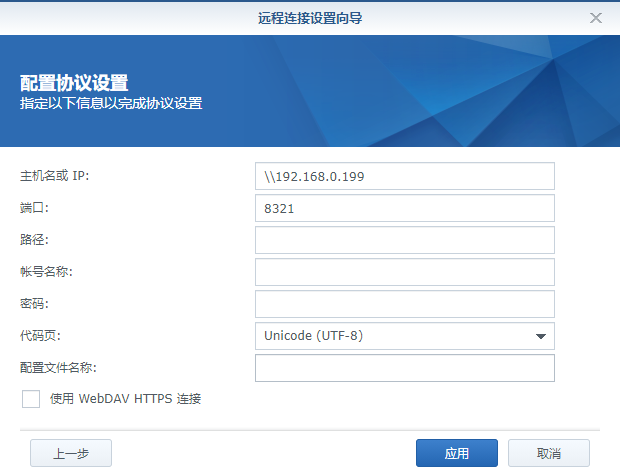 远程连接设置向导
配置协议设置
指定以下信息以完成协议设置
主机名或 IP: \\192.168.0.199
端口: 8321
路径:
帐号名称:
密码:
代码页: Unicode (UTF-8)
配置文件名称:
使用 WebDAV HTTPS 连接
上一步 应用 取消